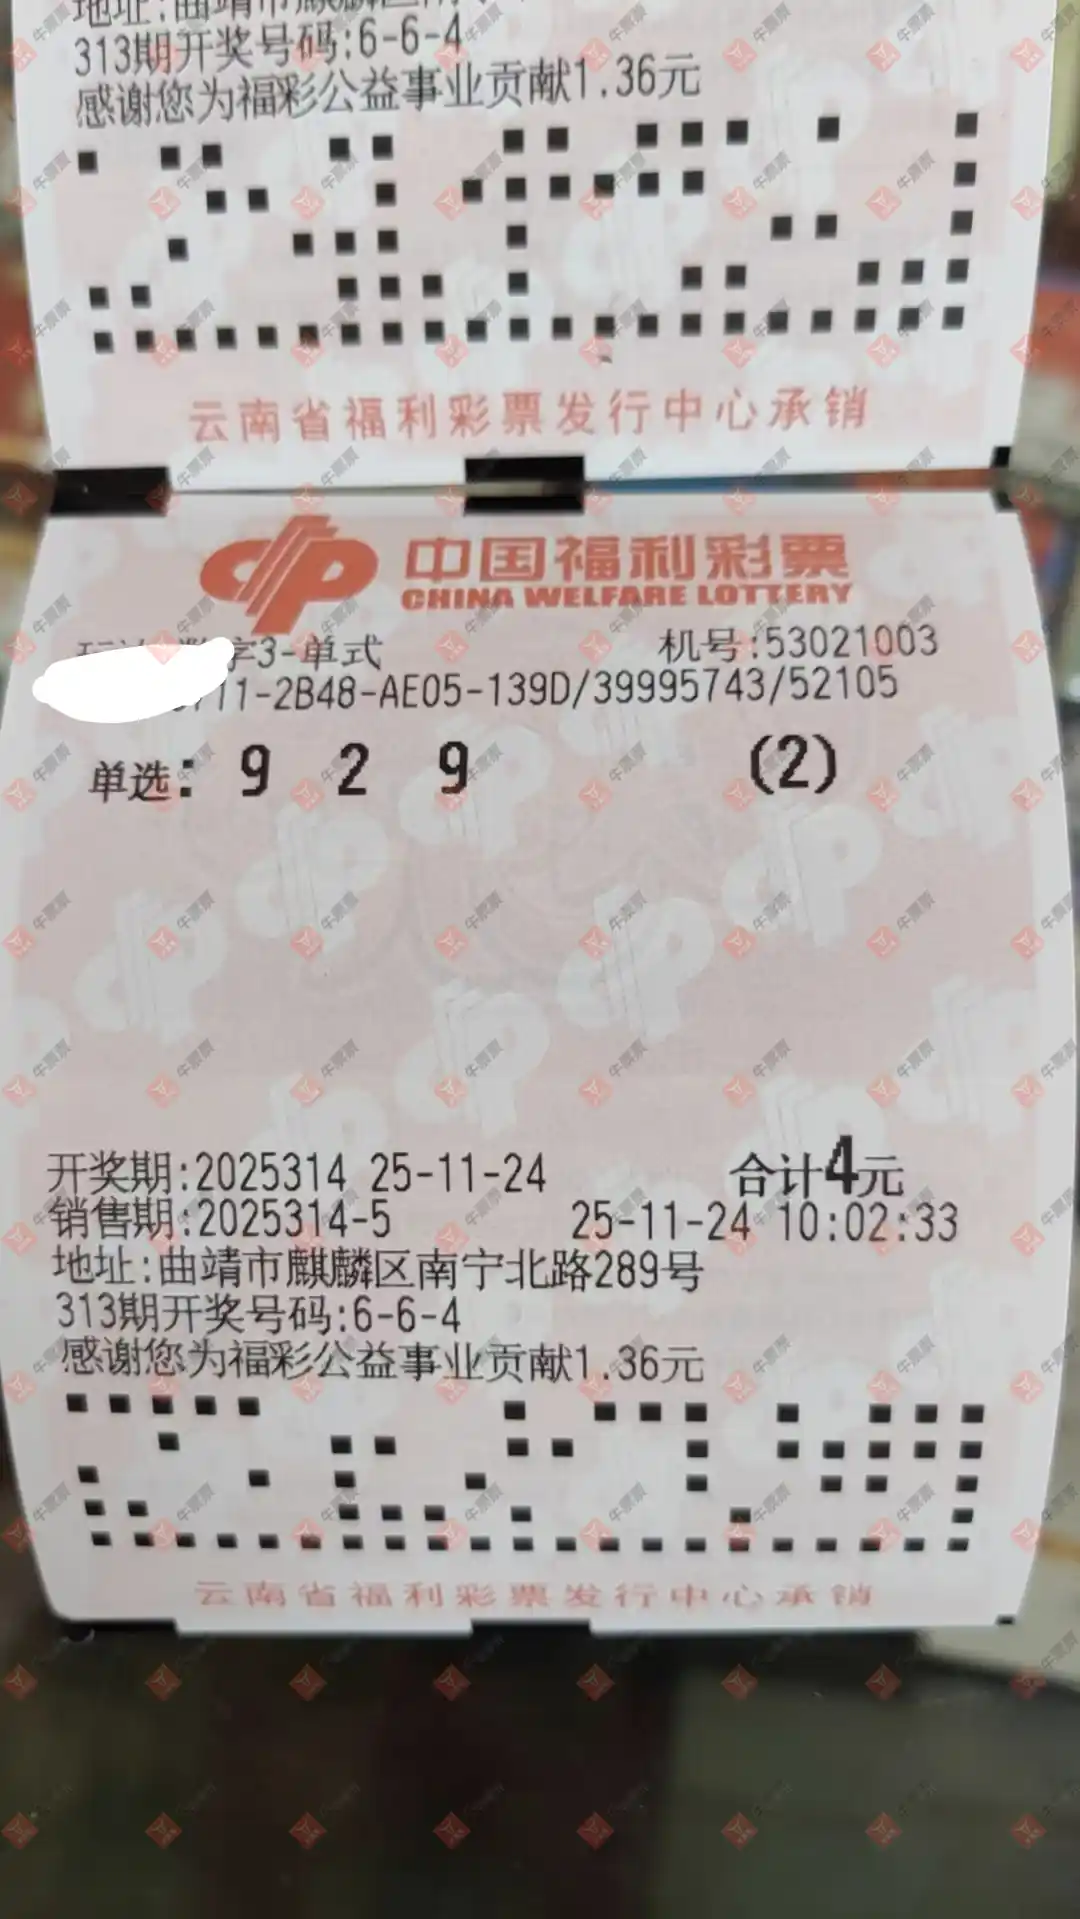 313期开奖号码:6-6-4
感谢您为福彩公益事业贡献1.36元
云南省福利彩票发行中心承销
中国福利彩票
CHINA WELFARE LOTTERY
字3-单式 机号:53021003
11-2B48-AE05-139D/39995743/52105
单选: 9 2 9 (2)
开奖期:2025314 25-11-24 合计4元
销售期:2025314-5 25-11-24 10:02:33
地址:曲靖市麒麟区南宁北路289号
313期开奖号码:6-6-4
感谢您为福彩公益事业贡献1.36元
云南省福利彩票发行中心承销
牛票票